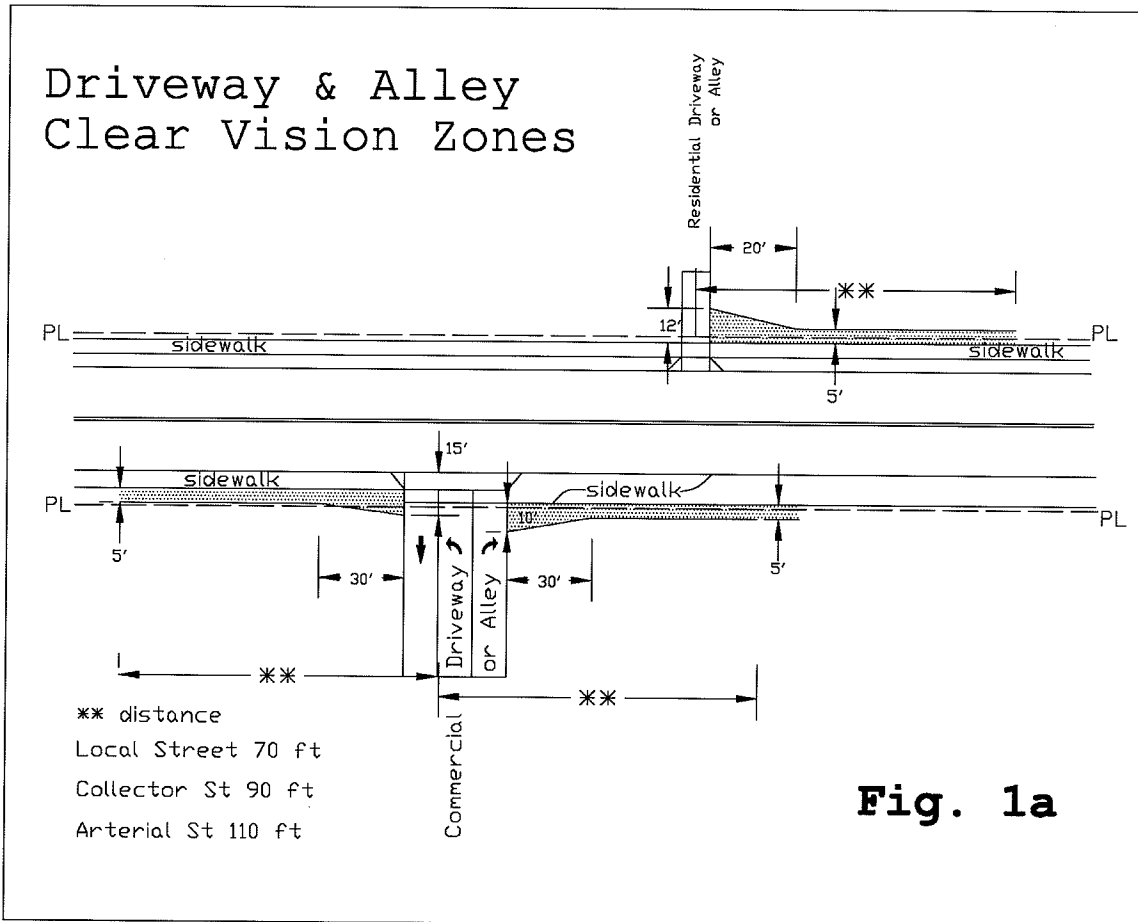 Driveway & Alley
Clear Vision Zones
Residential Driveway
or Alley
20'
**
12'
PL
PL
sidewalk
sidewalk
5'
15'
sidewalk
sidewalk
PL
10'
PL
5'
5'
30'
30'
Driveway
or Alley
**
**
** distance
Local Street 70 ft
Collector St 90 ft
Arterial St 110 ft
Commercial
Fig. 1a